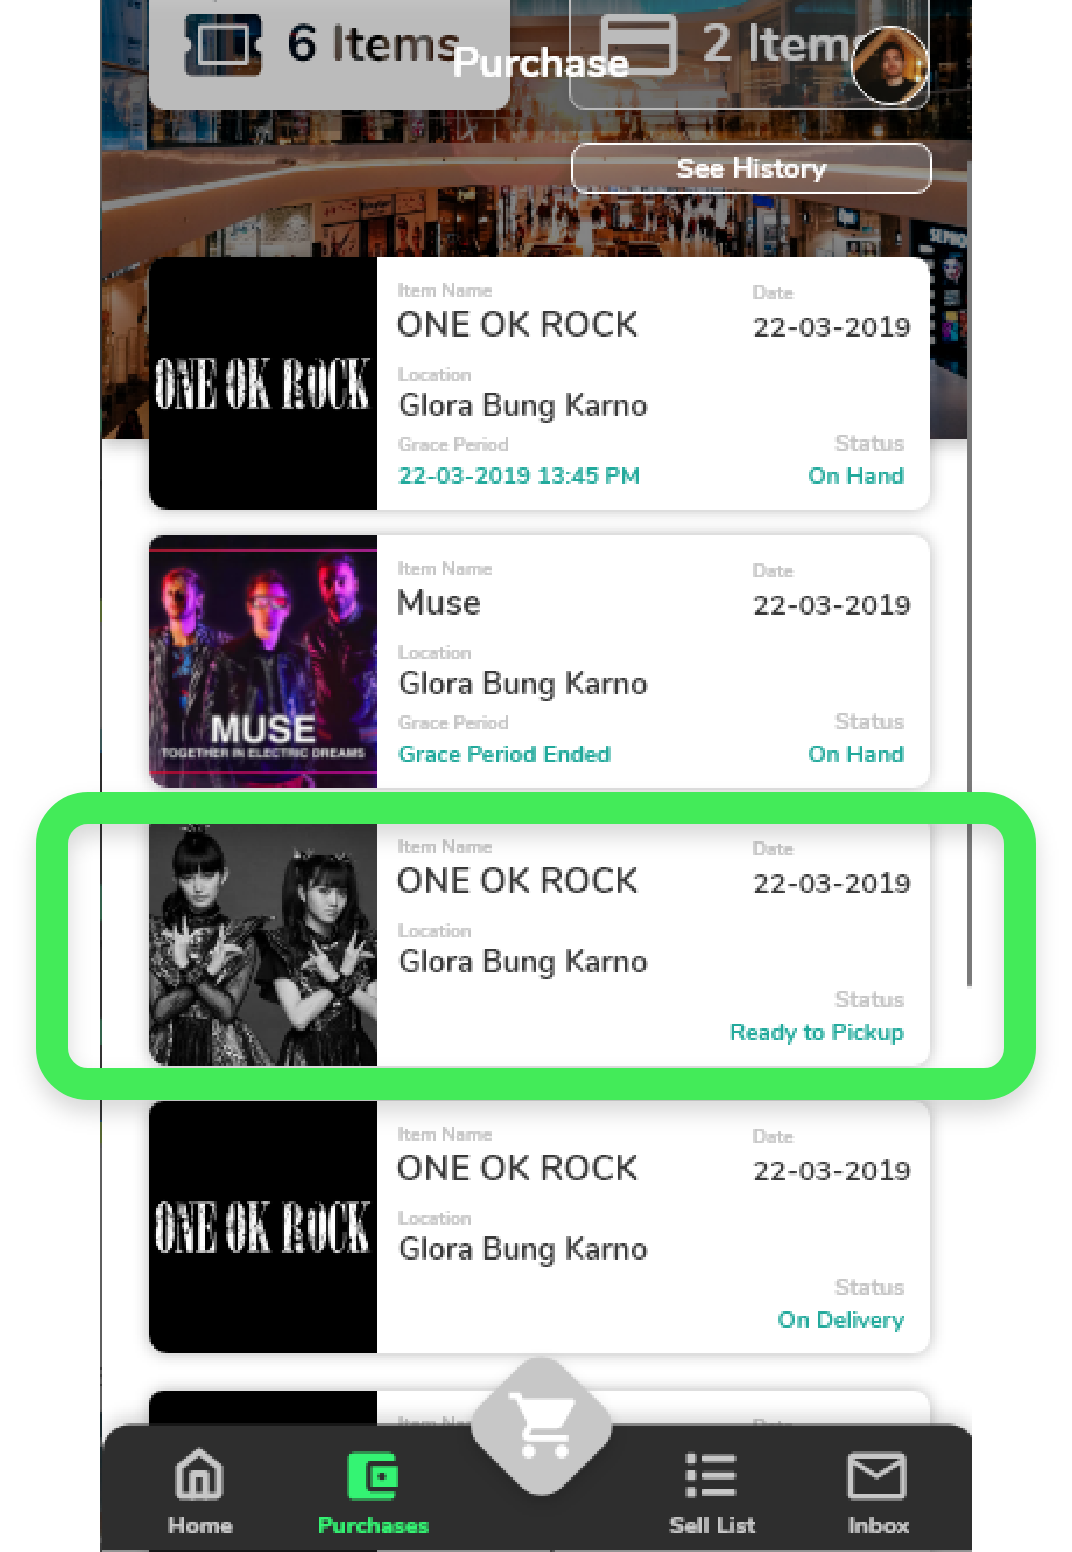 6 Items
2 Item
Purchase
See History
SEPHO
Item Name
ONE OK ROCK
Date
22-03-2019
ONE OK ROCK
Location
Glora Bung Karno
Grace Period
22-03-2019 13:45 PM
Status
On Hand
Item Name
Muse
Date
22-03-2019
Location
Glora Bung Karno
MUSE
TOGETHER IN ELECTRIC DREAMS
Grace Period
Grace Period Ended
Status
On Hand
Item Name
ONE OK ROCK
Date
22-03-2019
Location
Glora Bung Karno
Status
Ready to Pickup
Item Name
ONE OK ROCK
Date
22-03-2019
ONE OK ROCK
Location
Glora Bung Karno
Status
On Delivery
Item Na
Date
Home
Purchases
Sell List
Inbox